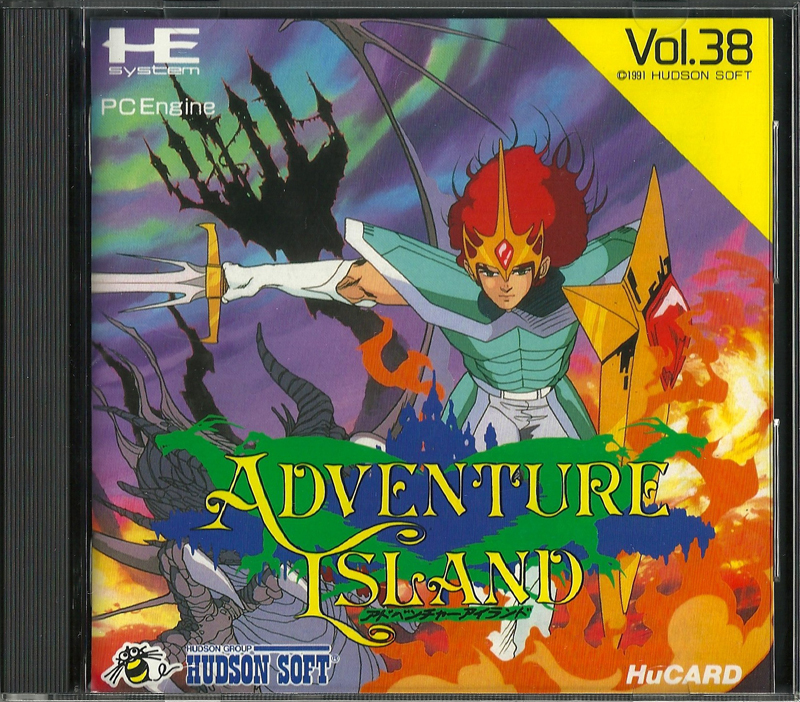 HE
system
PC Engine
Vol.38
©1991 HUDSON SOFT
ADVENTURE
ISLAND
アドベンチャーアイランド
HUDSON GROUP
HUDSON SOFT®
HuCARD